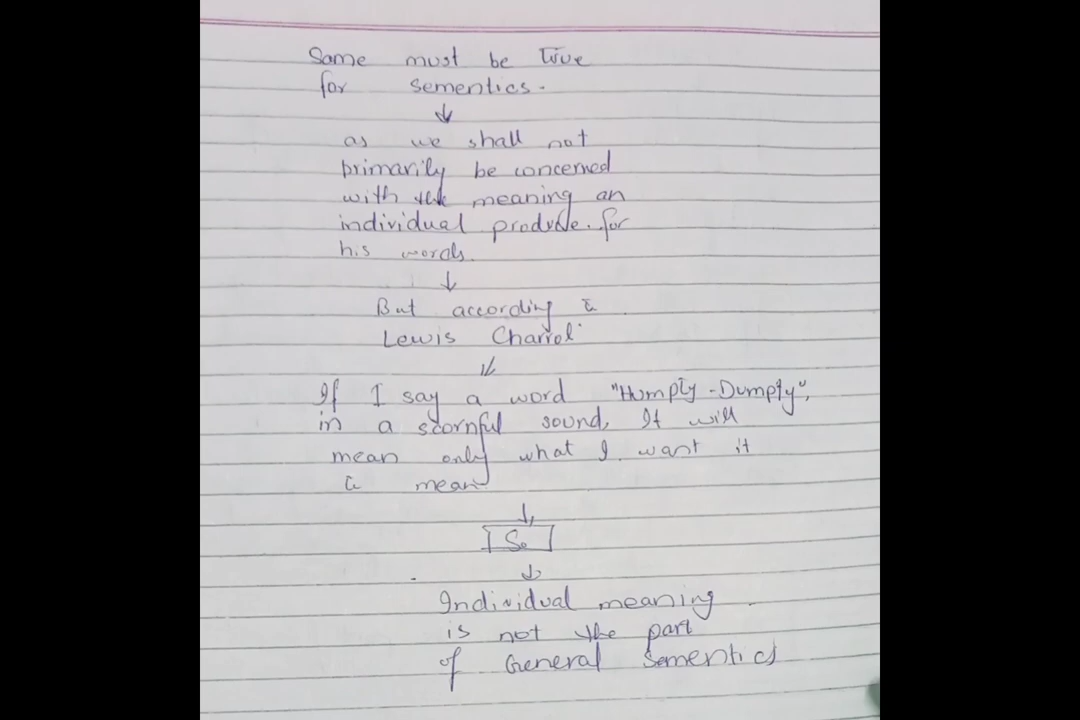 Same must be true
for sementics.
↓
as we shall not
primarily be concerned
with the meaning an
individual produce. for
his words.
↓
But according to
Lewis Charrol
↓
If I say a word "Humpty-Dumpty",
in a scornful sound, It will
mean only what I want it
to mean
↓
So
↓
Individual meaning
is not the part
of General Sementics